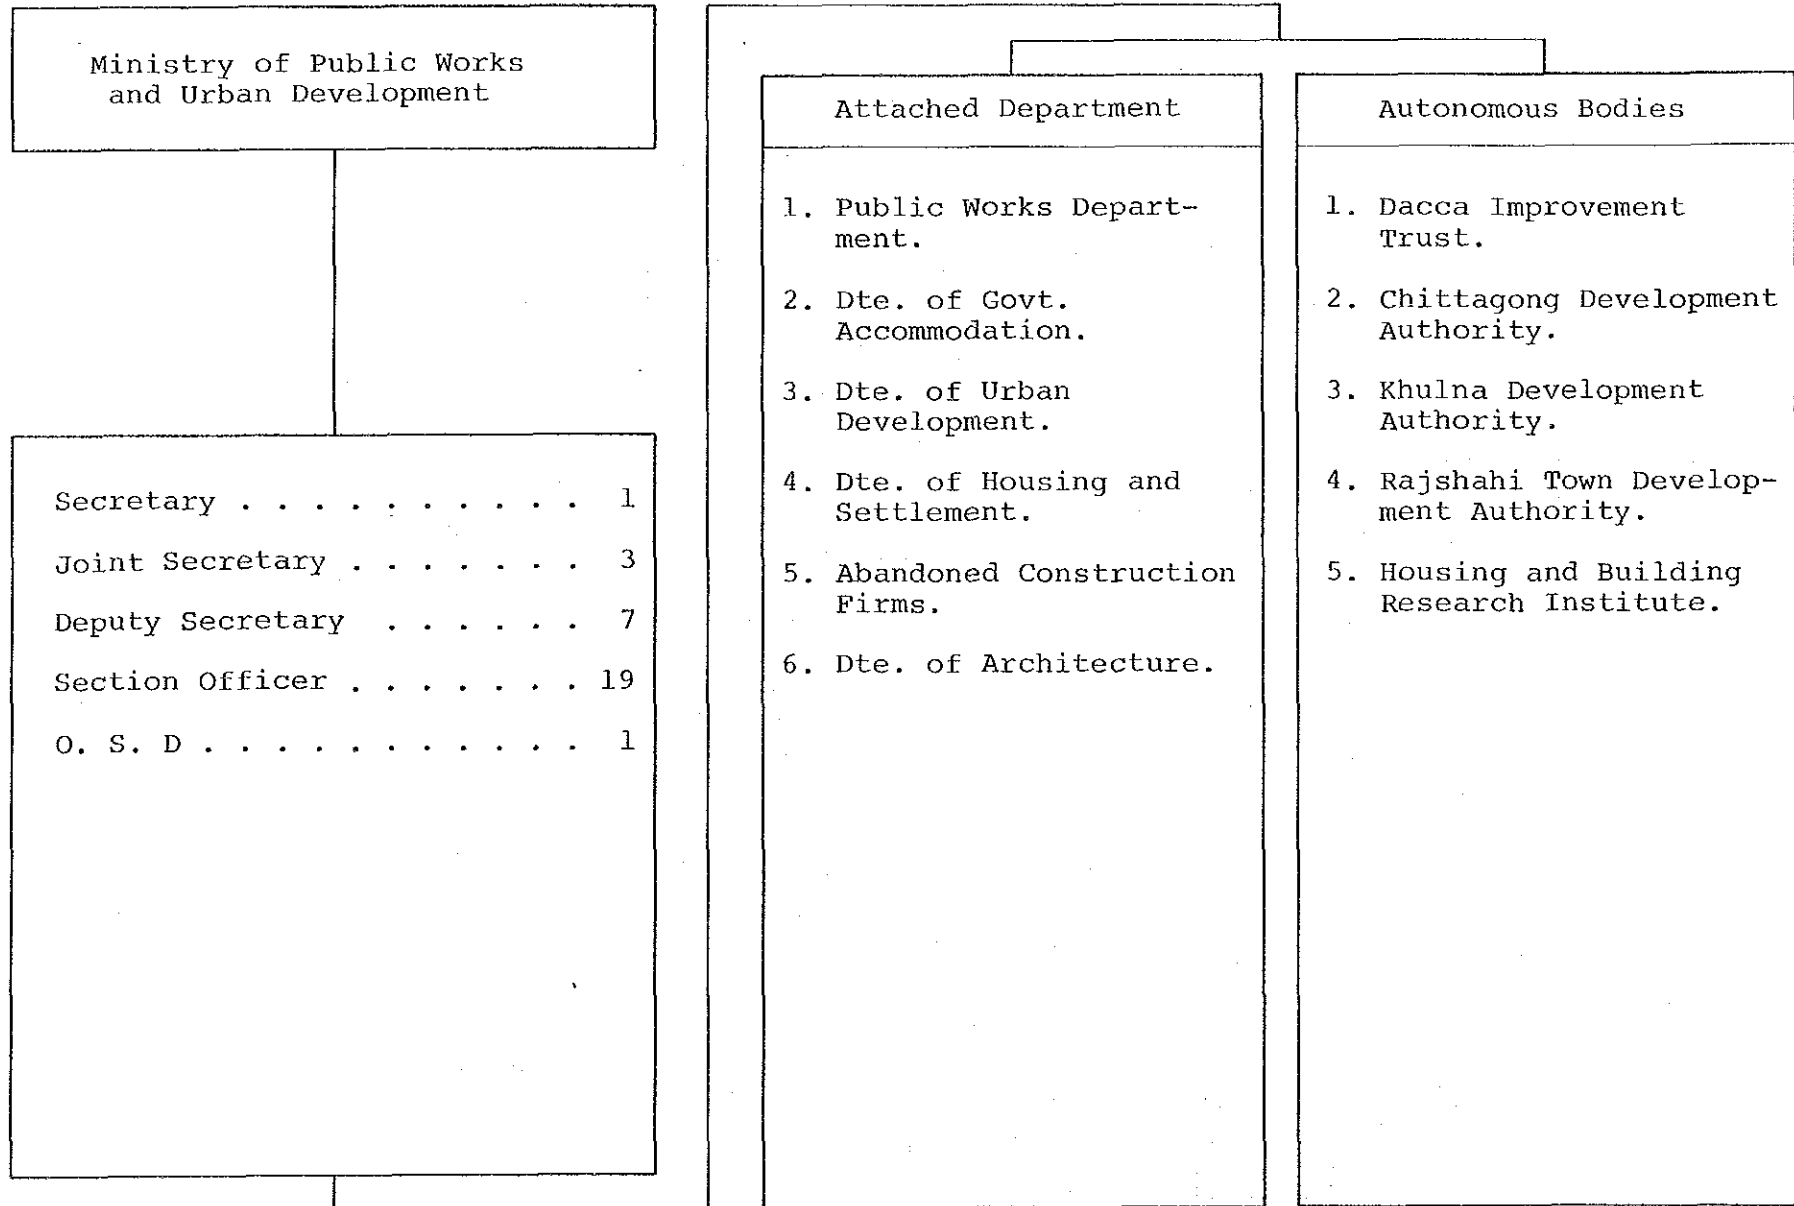 Ministry of Public Works
and Urban Development
Secretary . . . . . . . . . . 1
Joint Secretary . . . . . . . 3
Deputy Secretary . . . . . . 7
Section Officer . . . . . . . 19
O. S. D . . . . . . . . . . . 1
Attached Department
1. Public Works Depart-
ment.
2. Dte. of Govt.
Accommodation.
3. Dte. of Urban
Development.
4. Dte. of Housing and
Settlement.
5. Abandoned Construction
Firms.
6. Dte. of Architecture.
Autonomous Bodies
1. Dacca Improvement
Trust.
2. Chittagong Development
Authority.
3. Khulna Development
Authority.
4. Rajshahi Town Develop-
ment Authority.
5. Housing and Building
Research Institute.